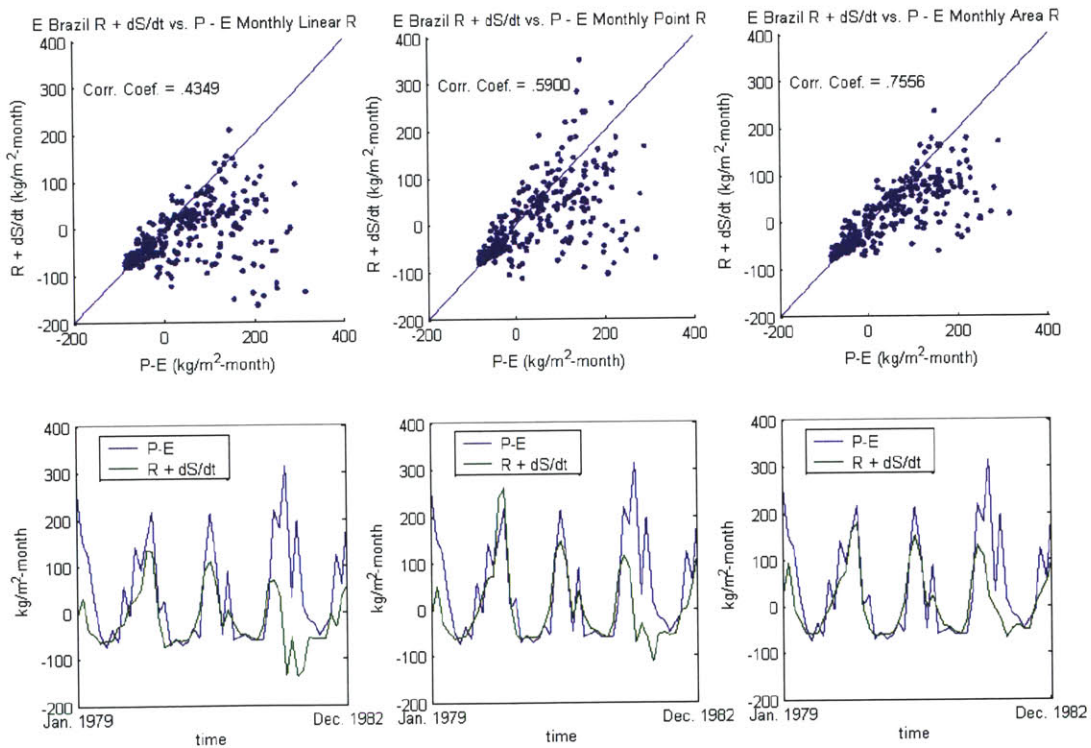 E Brazil R + dS/dt vs. P - E Monthly Linear R
400
300
200
100
0
-100
-200
R + dS/dt (kg/m²-month)
Corr. Coef. = .4349
-200
0
200
400
P-E (kg/m²-month)
E Brazil R + dS/dt vs. P - E Monthly Point R
400
300
200
100
0
-100
-200
R + dS/dt (kg/m²-month)
Corr. Coef. = .5900
-200
0
200
400
P-E (kg/m²-month)
E Brazil R + dS/dt vs. P - E Monthly Area R
400
300
200
100
0
-100
-200
R + dS/dt (kg/m²-month)
Corr. Coef. = .7556
-200
0
200
400
P-E (kg/m²-month)
400
300
200
100
0
-100
-200
kg/m²-month
P-E
R + dS/dt
Jan. 1979
Dec. 1982
time
400
300
200
100
0
-100
-200
kg/m²-month
P-E
R + dS/dt
Jan. 1979
Dec. 1982
time
400
300
200
100
0
-100
-200
kg/m²-month
P-E
R + dS/dt
Jan. 1979
Dec. 1982
time